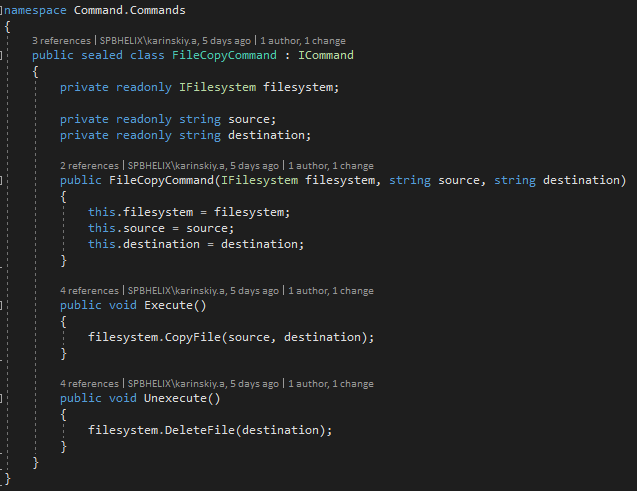 namespace Command.Commands
{
3 references | SPBHELIX\karinskiy.a, 5 days ago | 1 author, 1 change
public sealed class FileCopyCommand : ICommand
{
private readonly IFilesystem filesystem;
private readonly string source;
private readonly string destination;
2 references | SPBHELIX\karinskiy.a, 5 days ago | 1 author, 1 change
public FileCopyCommand(IFilesystem filesystem, string source, string destination)
{
this.filesystem = filesystem;
this.source = source;
this.destination = destination;
}
4 references | SPBHELIX\karinskiy.a, 5 days ago | 1 author, 1 change
public void Execute()
{
filesystem.CopyFile(source, destination);
}
4 references | SPBHELIX\karinskiy.a, 5 days ago | 1 author, 1 change
public void Unexecute()
{
filesystem.DeleteFile(destination);
}
}
}